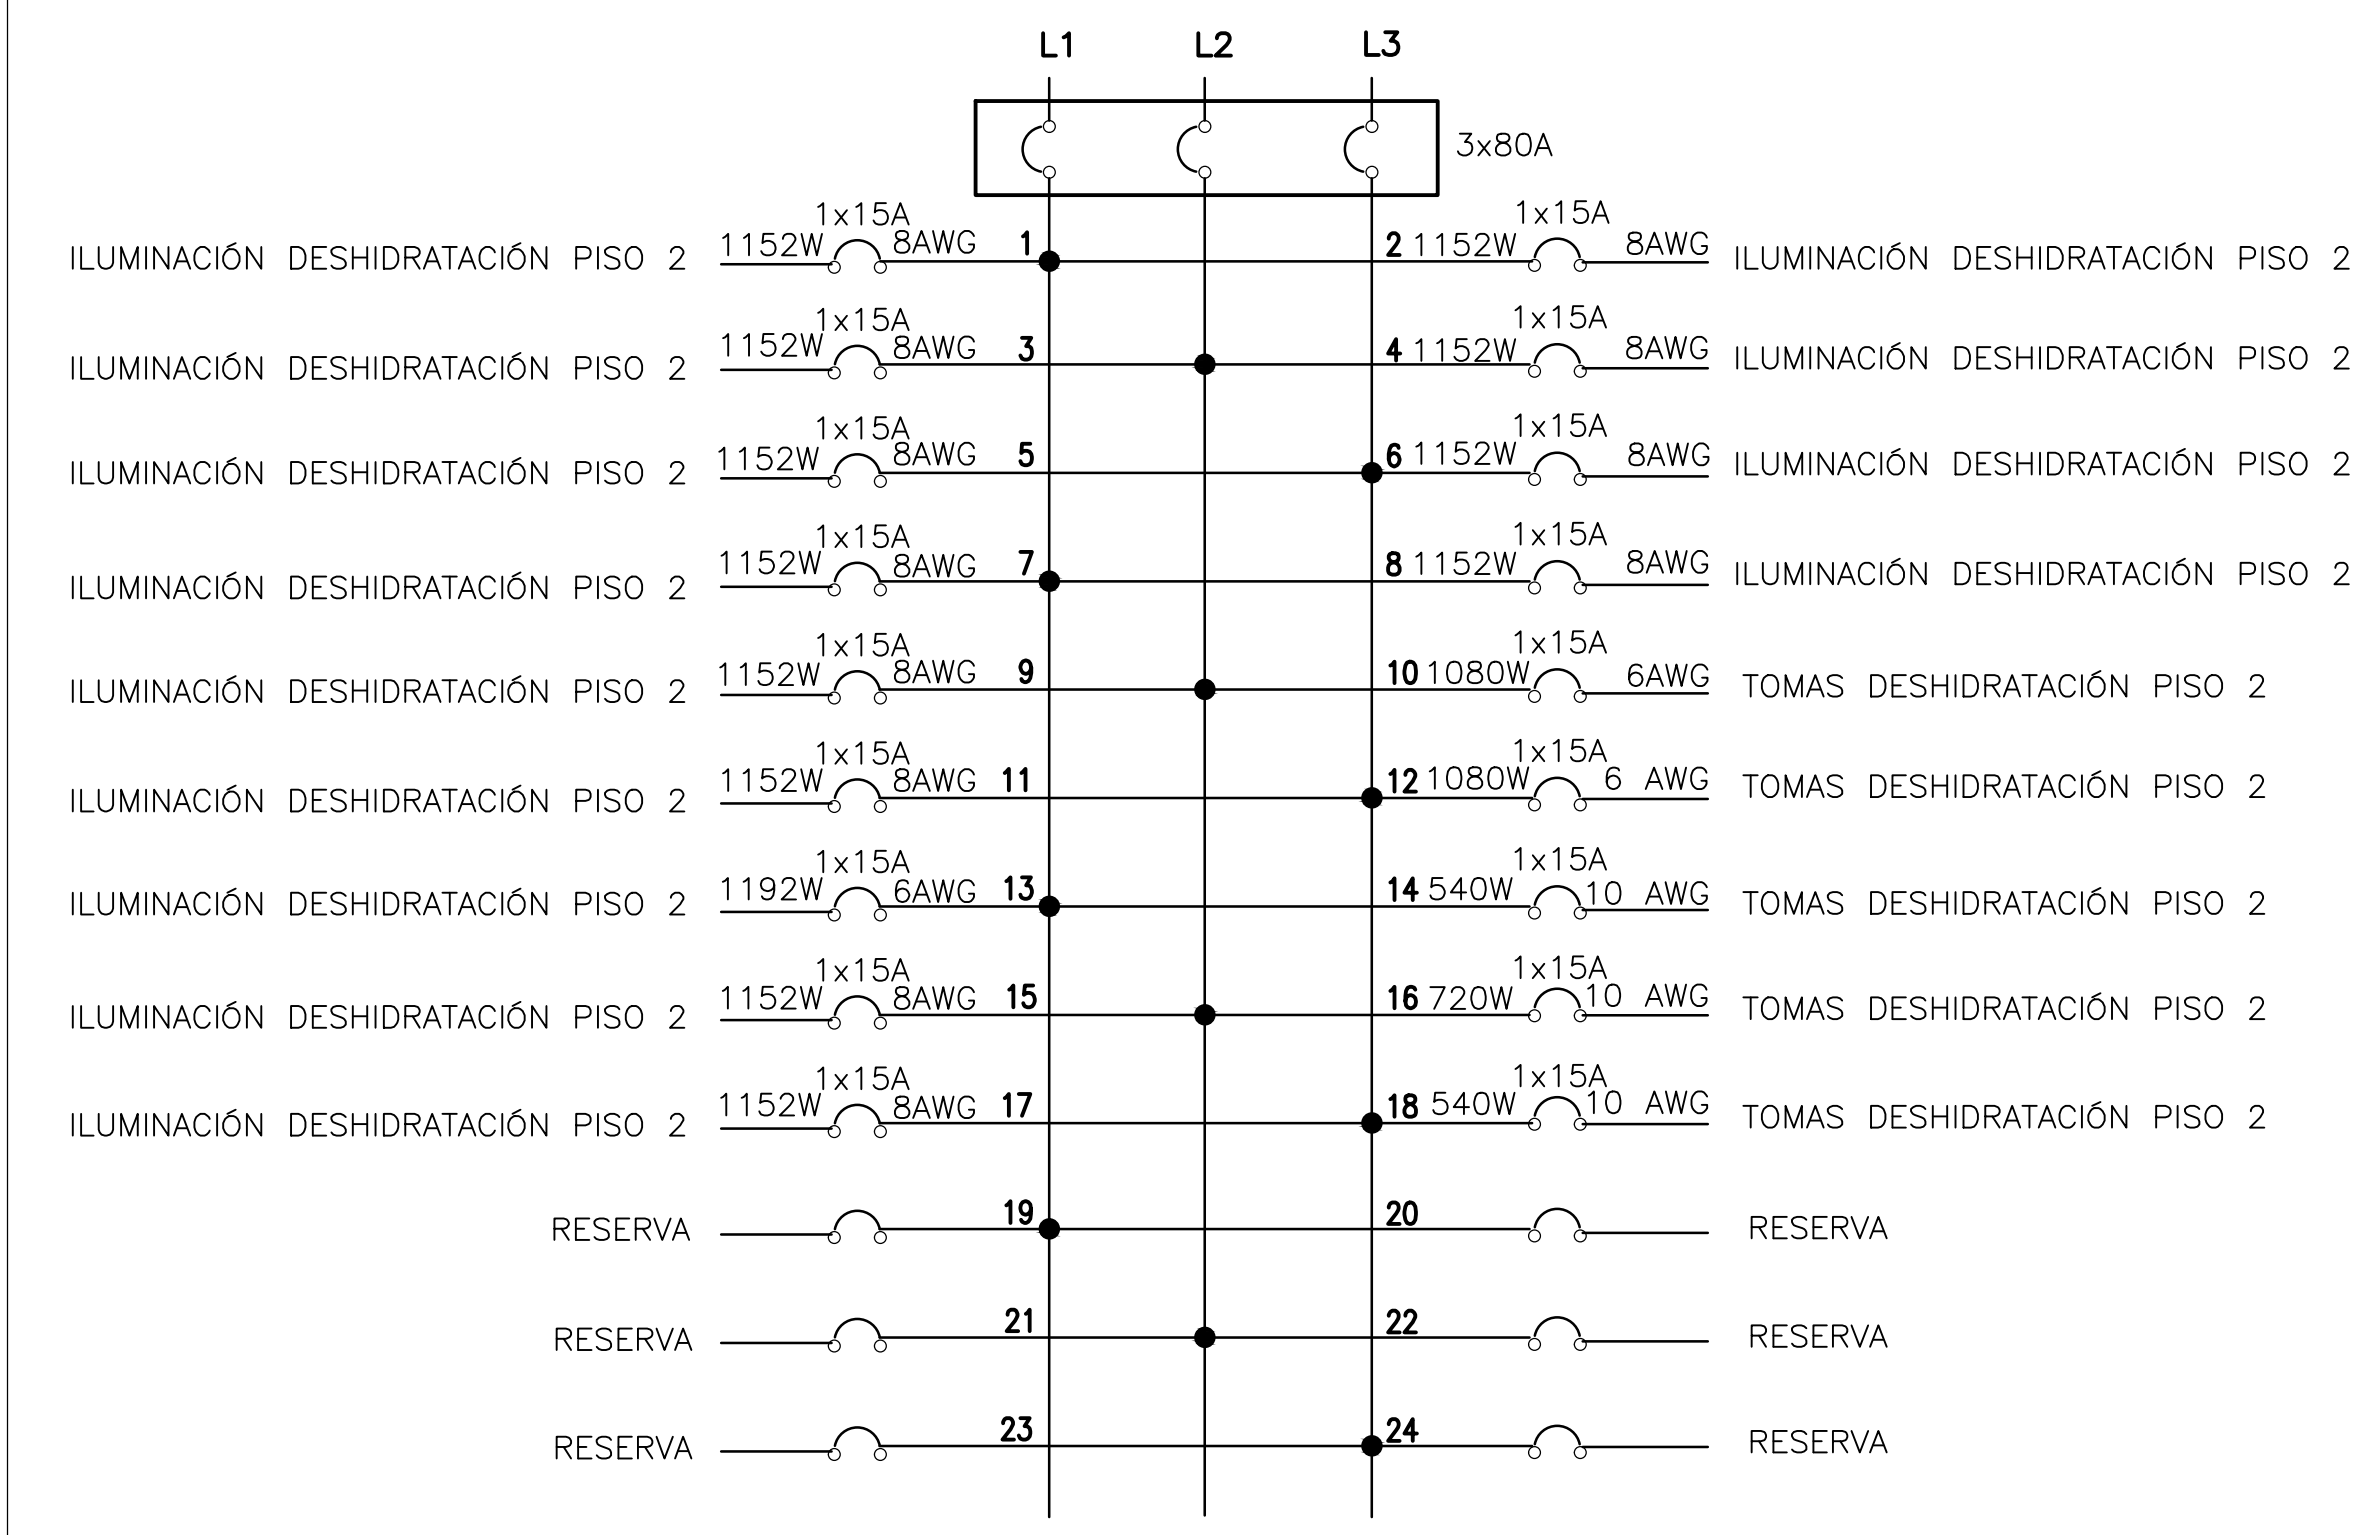 L1 L2 L3
3x80A
1x15A 1x15A
ILUMINACIÓN DESHIDRATACIÓN PISO 2 1152W 8AWG 1 2 1152W 8AWG ILUMINACIÓN DESHIDRATACIÓN PISO 2
1x15A 1x15A
ILUMINACIÓN DESHIDRATACIÓN PISO 2 1152W 8AWG 3 4 1152W 8AWG ILUMINACIÓN DESHIDRATACIÓN PISO 2
1x15A 1x15A
ILUMINACIÓN DESHIDRATACIÓN PISO 2 1152W 8AWG 5 6 1152W 8AWG ILUMINACIÓN DESHIDRATACIÓN PISO 2
1x15A 1x15A
ILUMINACIÓN DESHIDRATACIÓN PISO 2 1152W 8AWG 7 8 1152W 8AWG ILUMINACIÓN DESHIDRATACIÓN PISO 2
1x15A 1x15A
ILUMINACIÓN DESHIDRATACIÓN PISO 2 1152W 8AWG 9 10 1080W 6AWG TOMAS DESHIDRATACIÓN PISO 2
1x15A 1x15A
ILUMINACIÓN DESHIDRATACIÓN PISO 2 1152W 8AWG 11 12 1080W 6 AWG TOMAS DESHIDRATACIÓN PISO 2
1x15A 1x15A
ILUMINACIÓN DESHIDRATACIÓN PISO 2 1192W 6AWG 13 14 540W 10 AWG TOMAS DESHIDRATACIÓN PISO 2
1x15A 1x15A
ILUMINACIÓN DESHIDRATACIÓN PISO 2 1152W 8AWG 15 16 720W 10 AWG TOMAS DESHIDRATACIÓN PISO 2
1x15A 1x15A
ILUMINACIÓN DESHIDRATACIÓN PISO 2 1152W 8AWG 17 18 540W 10 AWG TOMAS DESHIDRATACIÓN PISO 2
RESERVA 19 20 RESERVA
RESERVA 21 22 RESERVA
RESERVA 23 24 RESERVA